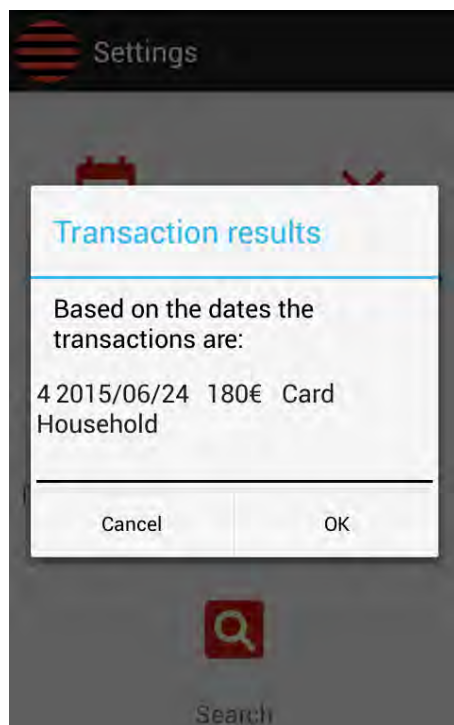 Settings
Transaction results
Based on the dates the
transactions are:
4 2015/06/24 180€ Card
Household
Cancel OK
Search